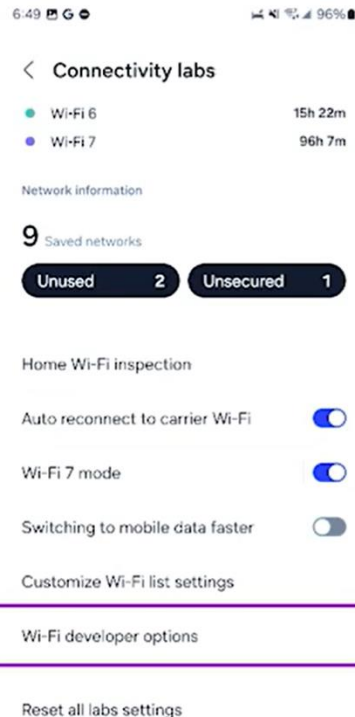 6:49 G 96%
Connectivity labs
Wi-Fi 6 15h 22m
Wi-Fi 7 96h 7m
Network information
9 Saved networks
Unused 2 Unsecured 1
Home Wi-Fi inspection
Auto reconnect to carrier Wi-Fi
Wi-Fi 7 mode
Switching to mobile data faster
Customize Wi-Fi list settings
Wi-Fi developer options
Reset all labs settings